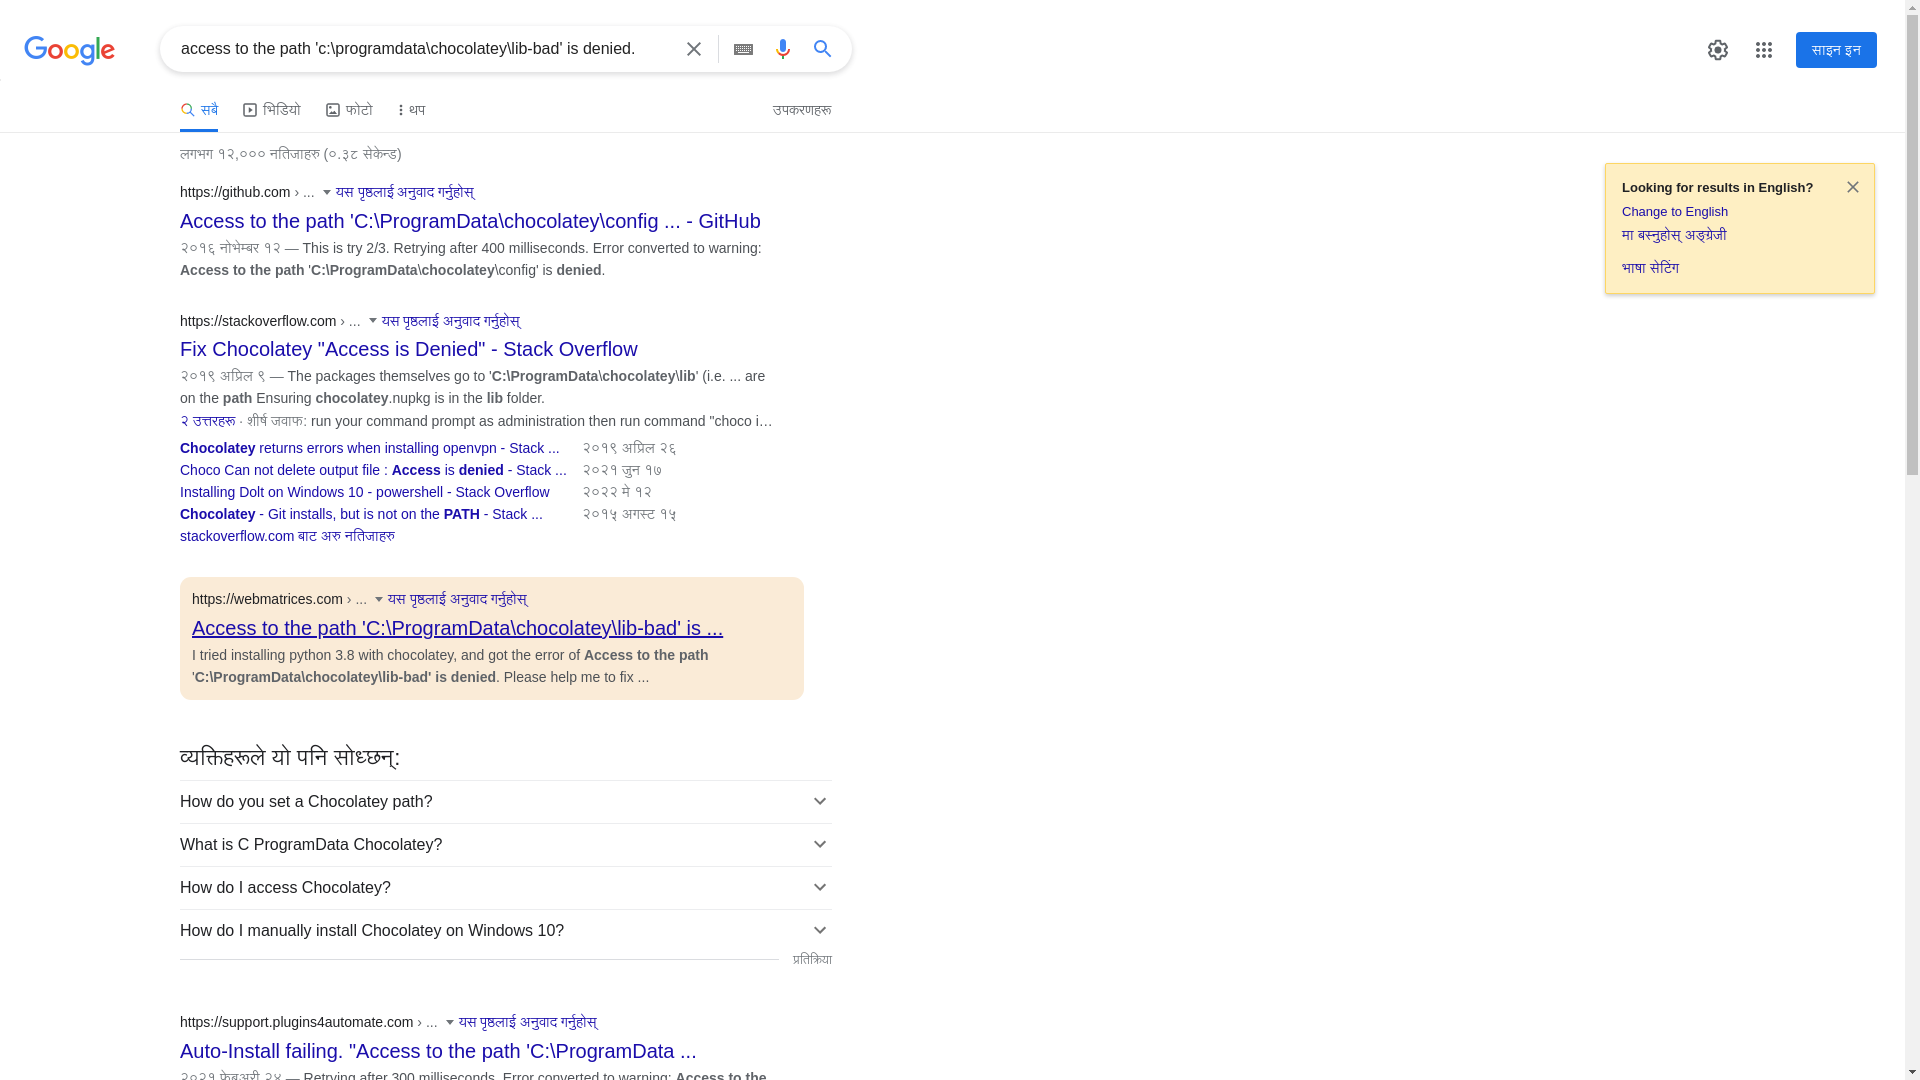 Google
access to the path 'c:\programdata\chocolatey\lib-bad' is denied.
साइन इन
सबै
भिडियो
फोटो
थप
उपकरणहरू
लगभग १२,००० नतिजाहरु (०.३८ सेकेन्ड)
https://github.com › ... यस पृष्ठलाई अनुवाद गर्नुहोस्
Access to the path 'C:\ProgramData\chocolatey\config ... - GitHub
२०१६ नोभेम्बर १२ — This is try 2/3. Retrying after 400 milliseconds. Error converted to warning:
Access to the path 'C:\ProgramData\chocolatey\config' is denied.
https://stackoverflow.com › ... यस पृष्ठलाई अनुवाद गर्नुहोस्
Fix Chocolatey "Access is Denied" - Stack Overflow
२०१९ अप्रिल ९ — The packages themselves go to 'C:\ProgramData\chocolatey\lib' (i.e. ... are
on the path Ensuring chocolatey.nupkg is in the lib folder.
२ उत्तरहरू · शीर्ष जवाफ: run your command prompt as administration then run command "choco i…
Chocolatey returns errors when installing openvpn - Stack ... २०१९ अप्रिल २६
Choco Can not delete output file : Access is denied - Stack ... २०२१ जुन १७
Installing Dolt on Windows 10 - powershell - Stack Overflow २०२२ मे १२
Chocolatey - Git installs, but is not on the PATH - Stack ... २०१५ अगस्ट १५
stackoverflow.com बाट अरु नतिजाहरु
https://webmatrices.com › ... यस पृष्ठलाई अनुवाद गर्नुहोस्
Access to the path 'C:\ProgramData\chocolatey\lib-bad' is ...
I tried installing python 3.8 with chocolatey, and got the error of Access to the path
'C:\ProgramData\chocolatey\lib-bad' is denied. Please help me to fix ...
व्यक्तिहरूले यो पनि सोध्छन्:
How do you set a Chocolatey path?
What is C ProgramData Chocolatey?
How do I access Chocolatey?
How do I manually install Chocolatey on Windows 10?
प्रतिक्रिया
https://support.plugins4automate.com › ... यस पृष्ठलाई अनुवाद गर्नुहोस्
Auto-Install failing. "Access to the path 'C:\ProgramData ...
२०२१ फेब्रुअरी २४ — Retrying after 300 milliseconds. Error converted to warning: Access to the
Looking for results in English?
Change to English
मा बस्नुहोस् अङ्ग्रेजी
भाषा सेटिंग